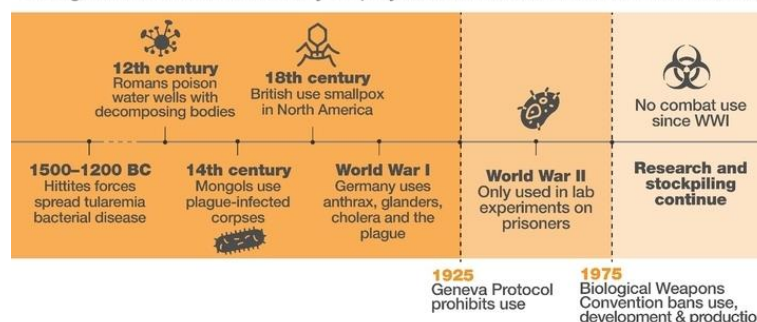 12th century
Romans poison
water wells with
decomposing bodies
18th century
British use smallpox
in North America
No combat use
since WWI
1500–1200 BC
Hittites forces
spread tularemia
bacterial disease
14th century
Mongols use
plague-infected
corpses
World War I
Germany uses
anthrax, glanders,
cholera and the
plague
World War II
Only used in lab
experiments on
prisoners
Research and
stockpiling
continue
1925
Geneva Protocol
prohibits use
1975
Biological Weapons
Convention bans use,
development &